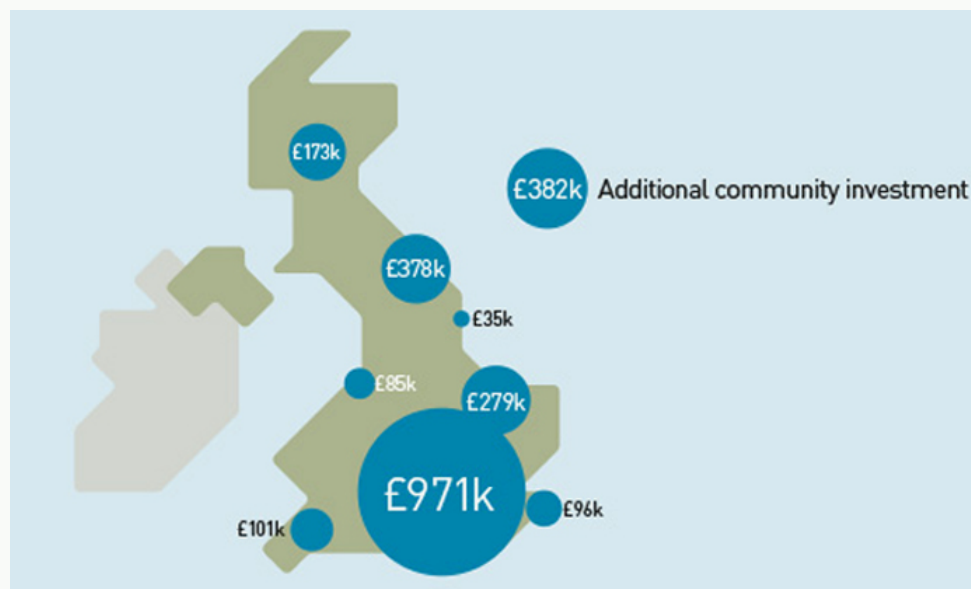 £173k
£382k Additional community investment
£378k
£35k
£85k
£279k
£971k
£96k
£101k